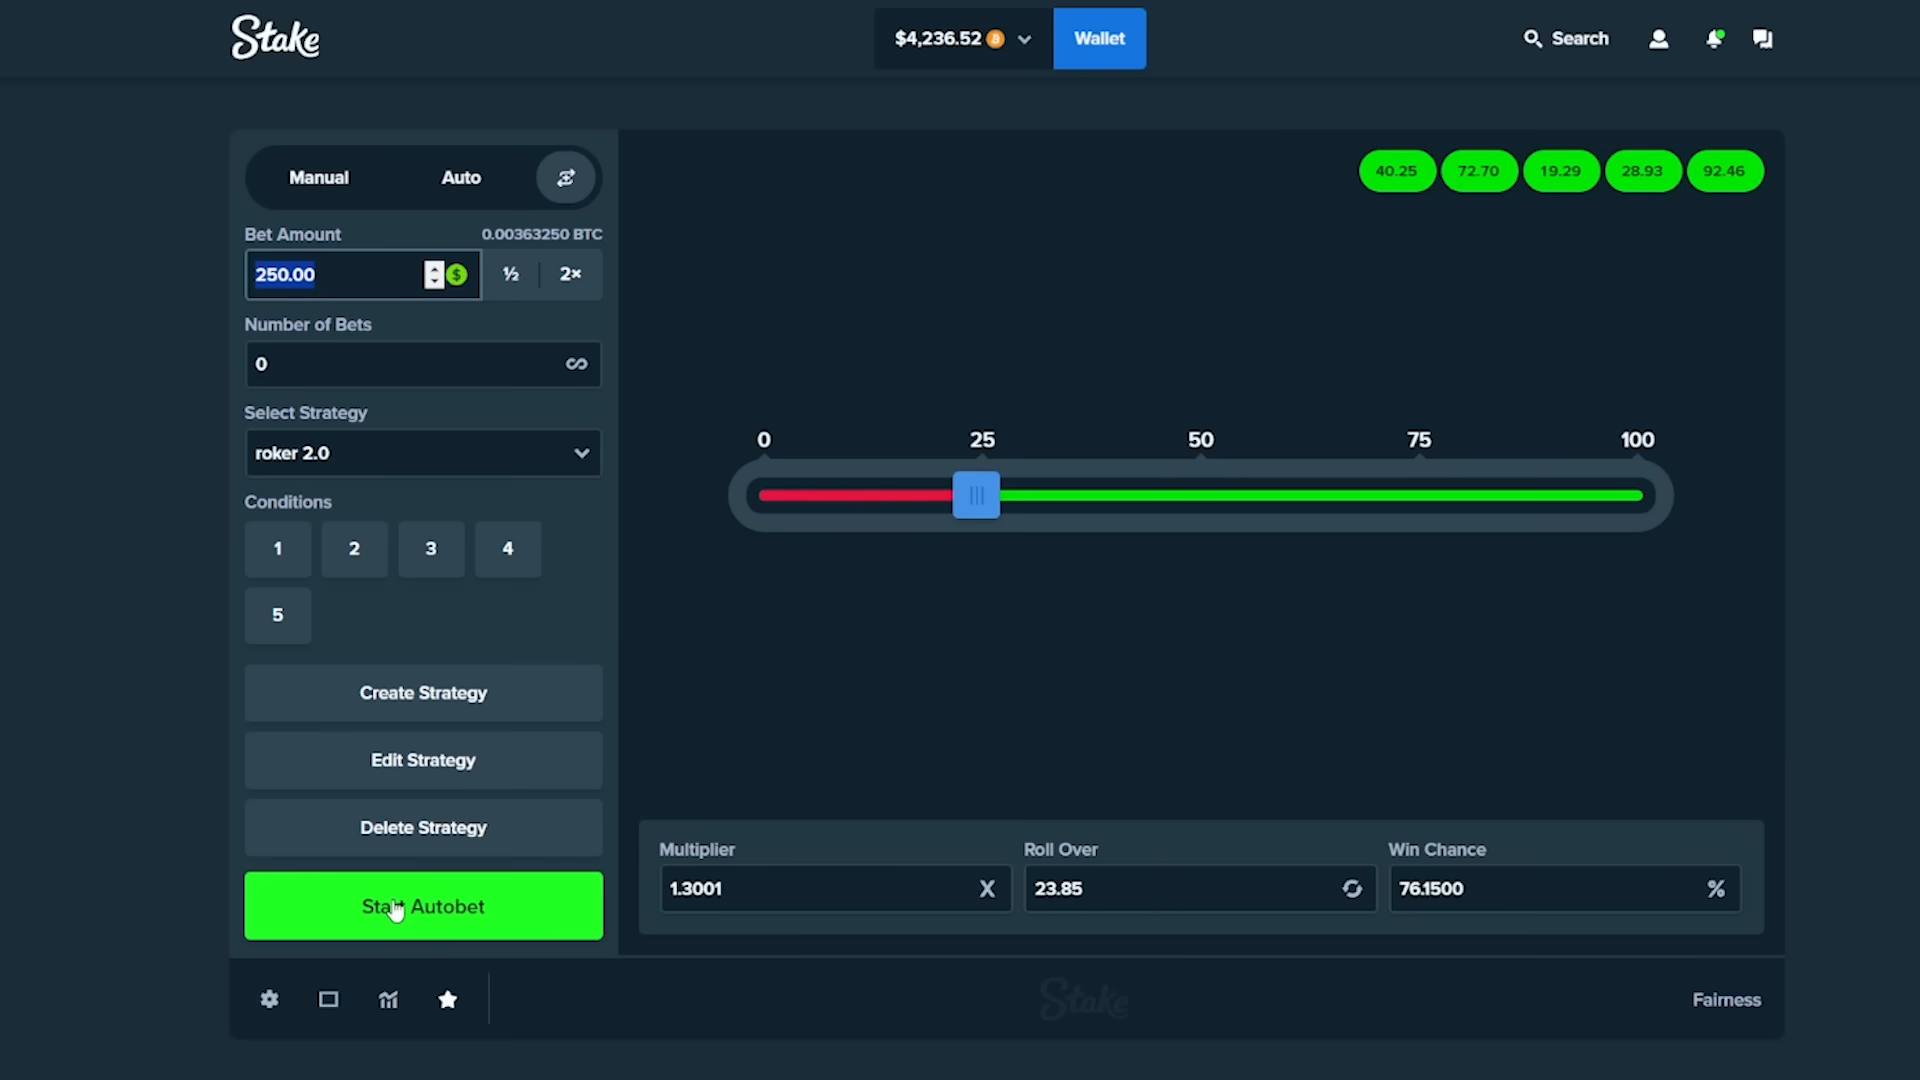 Stake
$4,236.52
Wallet
Search
Manual
Auto
40.25
72.70
19.29
28.93
92.46
Bet Amount
0.00363250 BTC
250.00
$
½
2×
Number of Bets
0
∞
Select Strategy
roker 2.0
Conditions
1
2
3
4
5
0
25
50
75
100
Create Strategy
Edit Strategy
Delete Strategy
Start Autobet
Multiplier
Roll Over
Win Chance
1.3001
X
23.85
76.1500
%
Stake
Fairness